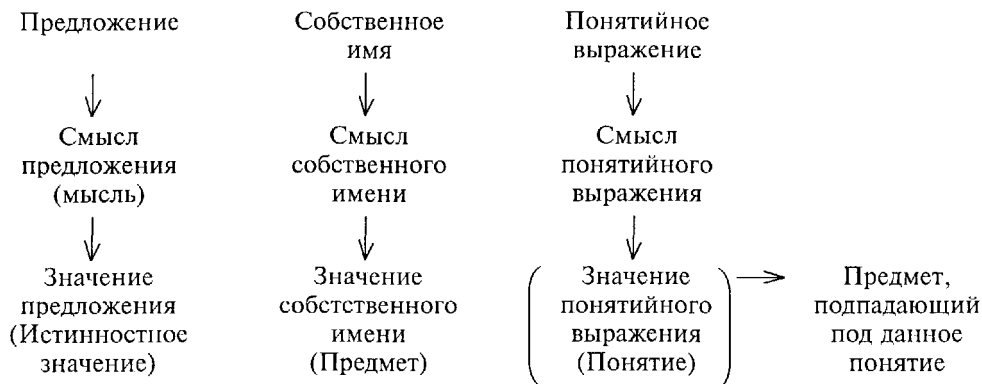 Предложение
Собственное
имя
Понятийное
выражение
Смысл
предложения
(мысль)
Смысл
собственного
имени
Смысл
понятийного
выражения
Значение
предложения
(Истинностное
значение)
Значение
собстственного
имени
(Предмет)
Значение
понятийного
выражения
(Понятие)
Предмет,
подпадающий
под данное
понятие